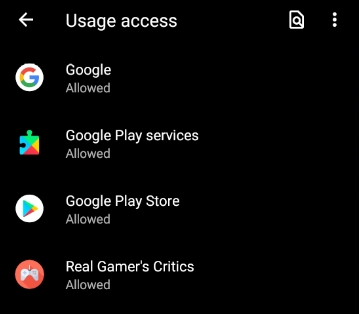 Usage access
Google
Allowed
Google Play services
Allowed
Google Play Store
Allowed
Real Gamer's Critics
Allowed